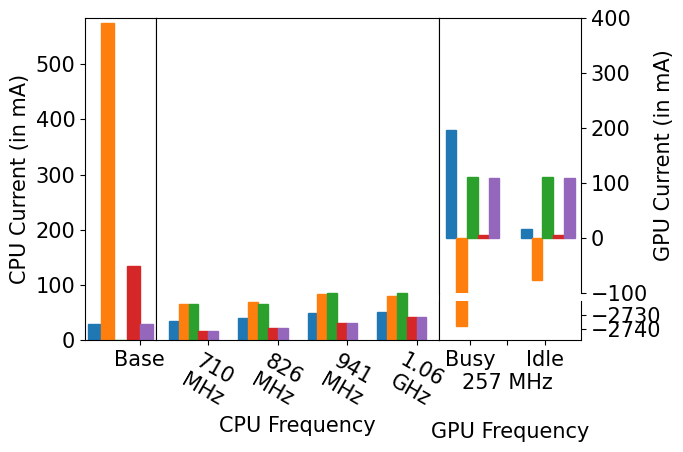 CPU Current (in mA)
500
400
300
200
100
0
Base
710
MHz
826
MHz
941
MHz
1.06
GHz
CPU Frequency
400
300
200
100
0
−100
−2730
−2740
GPU Current (in mA)
Busy
Idle
257 MHz
GPU Frequency